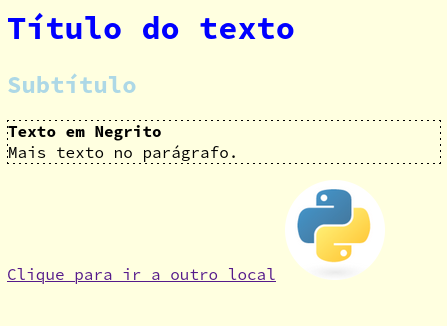 Título do texto
Subtítulo
Texto em Negrito
Mais texto no parágrafo.
Clique para ir a outro local